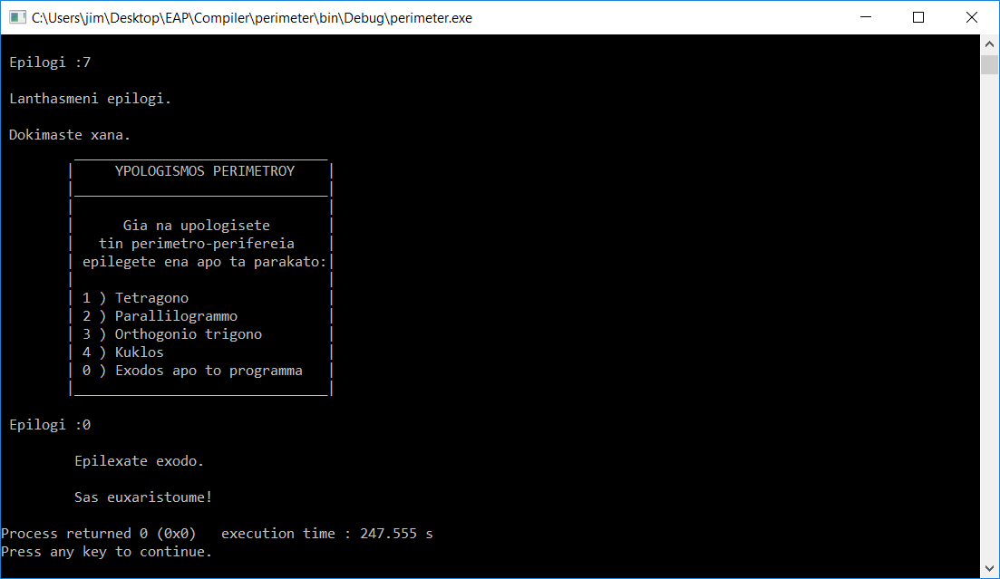 C:\Users\jim\Desktop\EAP\Compiler\perimeter\bin\Debug\perimeter.exe
Epilogi :7
Lanthasmeni epilogi.
Dokimaste xana.
YPOLOGISMOS PERIMETROY
Gia na upologisete
tin perimetro-perifereia
epilegete ena apo ta parakato:
1 ) Tetragono
2 ) Parallilogrammo
3 ) Orthogonio trigono
4 ) Kuklos
0 ) Exodos apo to programma
Epilogi :0
Epilexate exodo.
Sas euxaristoume!
Process returned 0 (0x0)   execution time : 247.555 s
Press any key to continue.